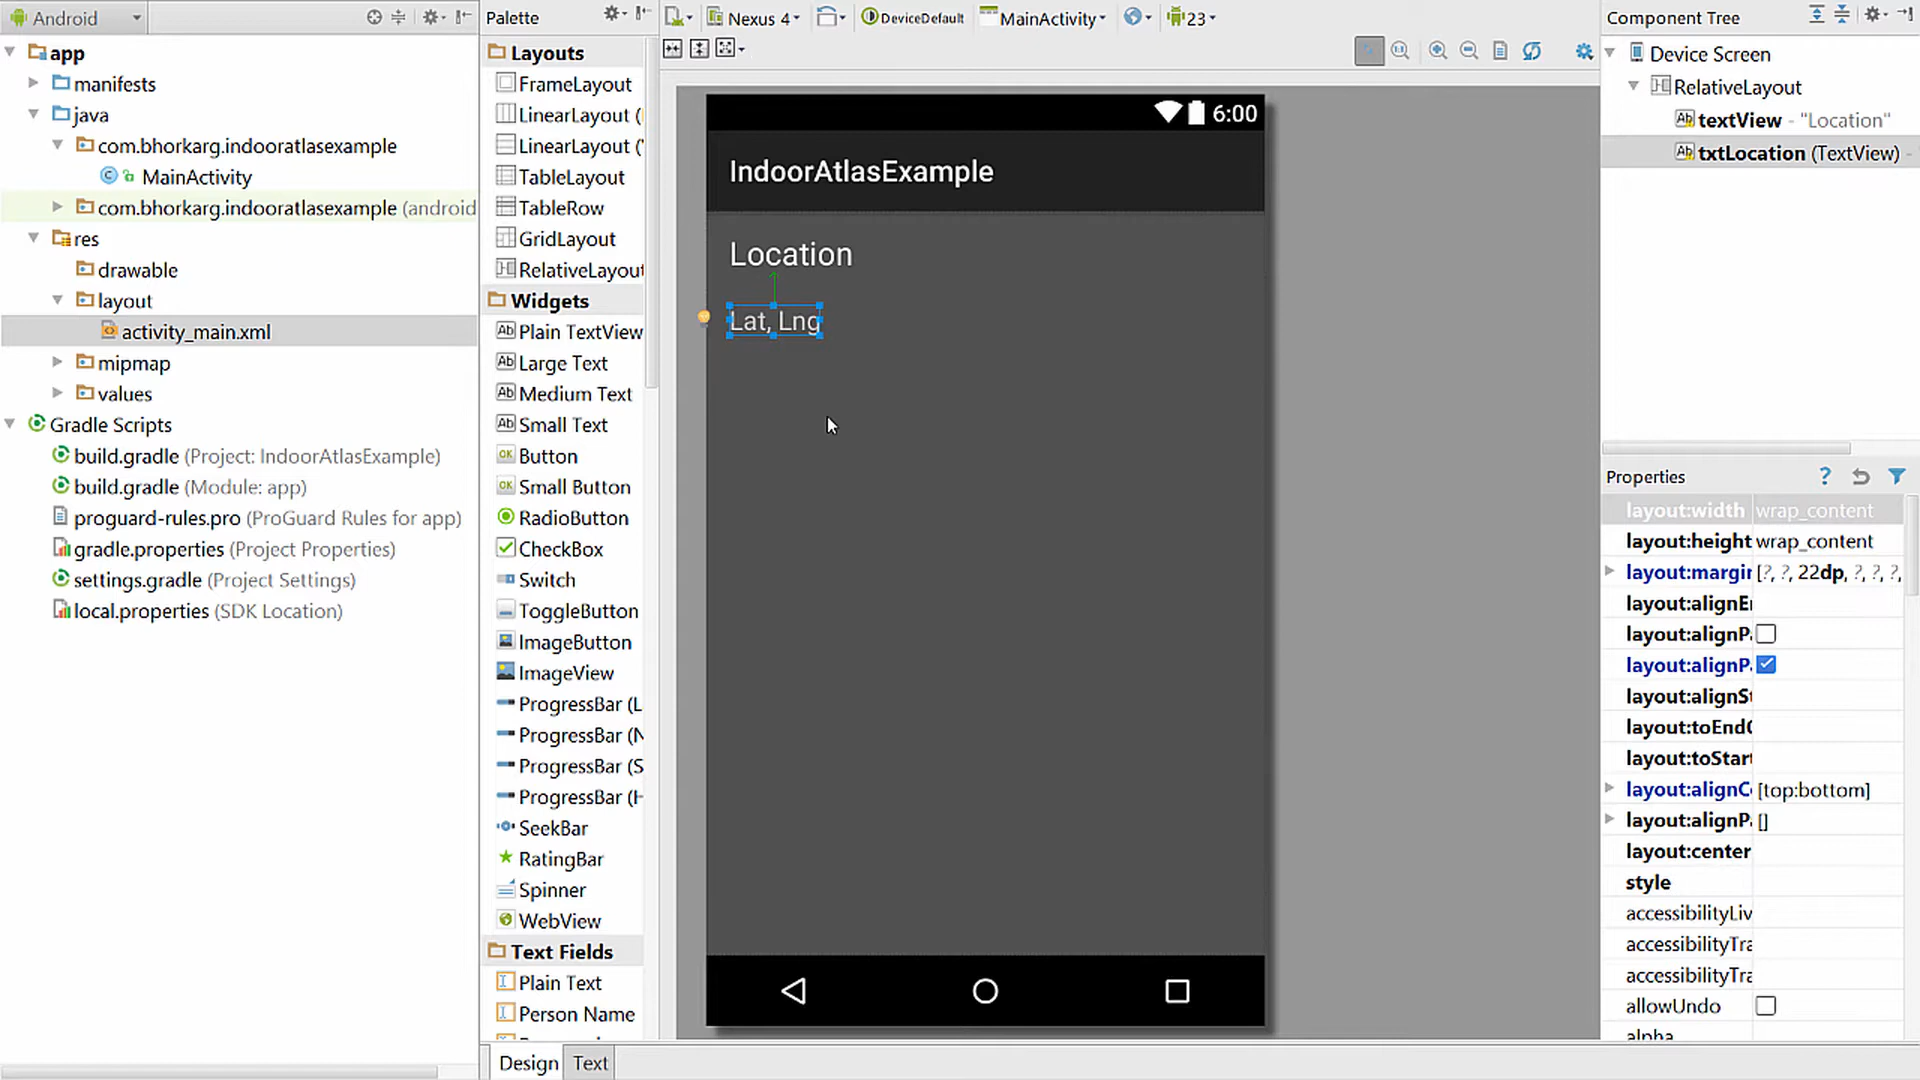 Android
app
manifests
java
com.bhorkarg.indooratlasexample
MainActivity
com.bhorkarg.indooratlasexample (android
res
drawable
layout
activity_main.xml
mipmap
values
Gradle Scripts
build.gradle (Project: IndoorAtlasExample)
build.gradle (Module: app)
proguard-rules.pro (ProGuard Rules for app)
gradle.properties (Project Properties)
settings.gradle (Project Settings)
local.properties (SDK Location)
Palette
Layouts
FrameLayout
LinearLayout (
LinearLayout (
TableLayout
TableRow
GridLayout
RelativeLayout
Widgets
Plain TextView
Large Text
Medium Text
Small Text
Button
Small Button
RadioButton
CheckBox
Switch
ToggleButton
ImageButton
ImageView
ProgressBar (L
ProgressBar (N
ProgressBar (S
ProgressBar (H
SeekBar
RatingBar
Spinner
WebView
Text Fields
Plain Text
Person Name
Design Text
Nexus 4
DeviceDefault
MainActivity
23
6:00
IndoorAtlasExample
Location
Lat, Lng
Component Tree
Device Screen
RelativeLayout
textView - "Location"
txtLocation (TextView) -
Properties
layout:width wrap_content
layout:height wrap_content
layout:margin [?, ?, 22dp, ?, ?, ?,
layout:alignE
layout:alignP
layout:alignP
layout:alignSt
layout:toEnd
layout:toStart
layout:alignC [top:bottom]
layout:alignP []
layout:center
style
accessibilityLiv
accessibilityTra
accessibilityTra
allowUndo
alpha